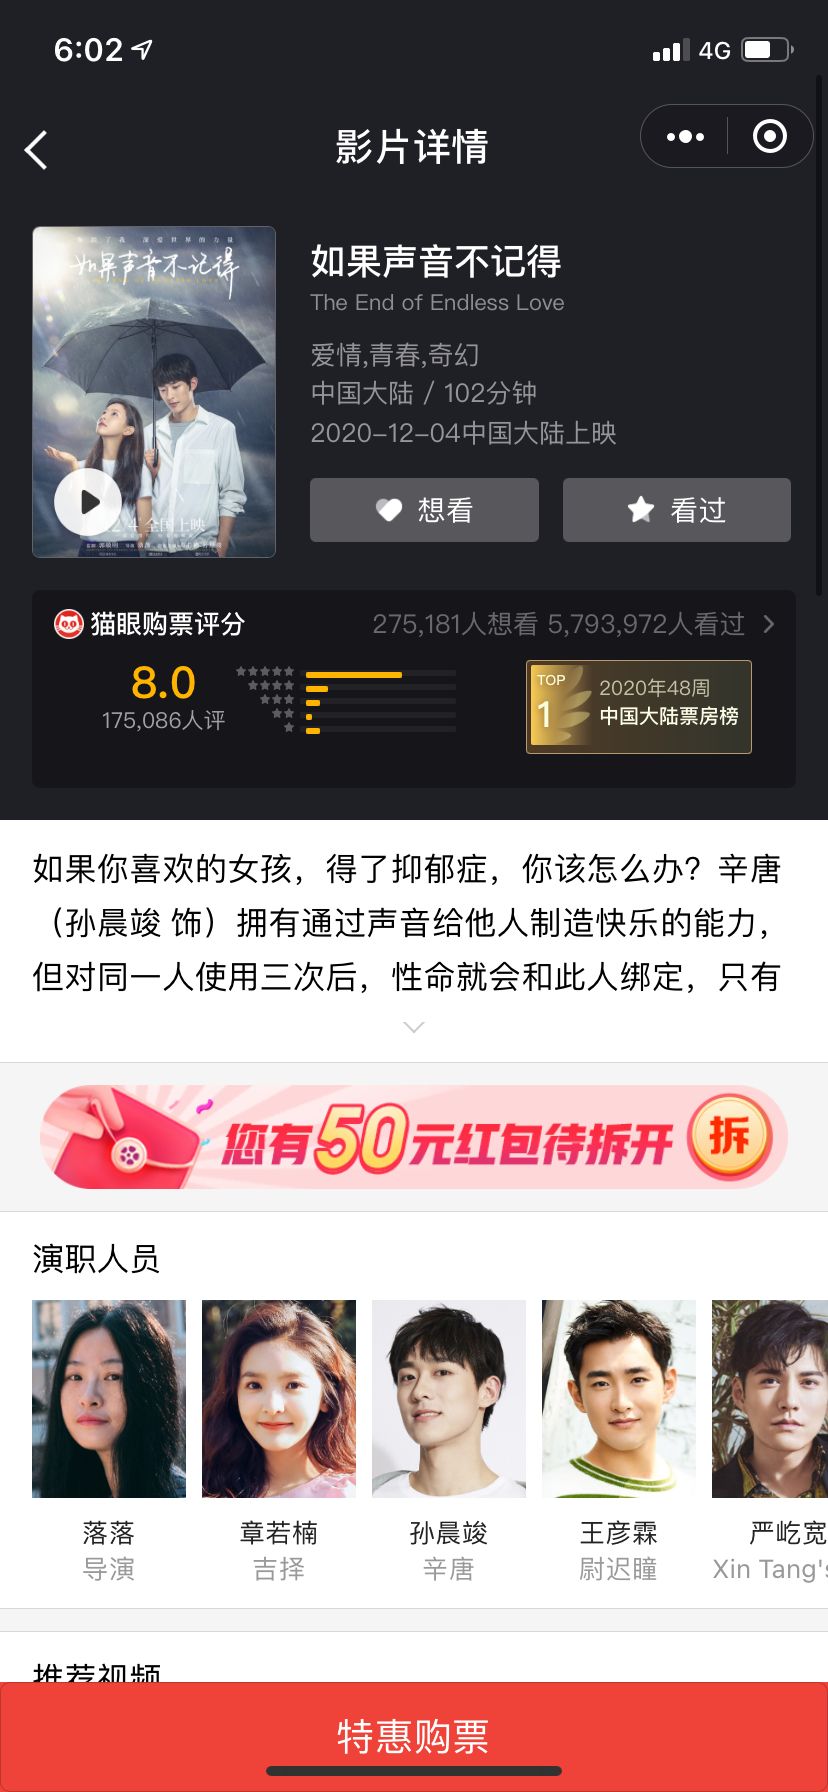 6:02
4G
影片详情
如果声音不记得
如果声音不记得
The End of Endless Love
爱情,青春,奇幻
中国大陆 / 102分钟
2020-12-04中国大陆上映
全国上映
想看
看过
猫眼购票评分
275,181人想看 5,793,972人看过
8.0
175,086人评
TOP
1
2020年48周
中国大陆票房榜
如果你喜欢的女孩，得了抑郁症，你该怎么办？辛唐
（孙晨竣 饰）拥有通过声音给他人制造快乐的能力，
但对同一人使用三次后，性命就会和此人绑定，只有
您有50元红包待拆开
拆
演职人员
落落
导演
章若楠
吉择
孙晨竣
辛唐
王彦霖
尉迟瞳
严屹宽
Xin Tang's
推荐视频
特惠购票